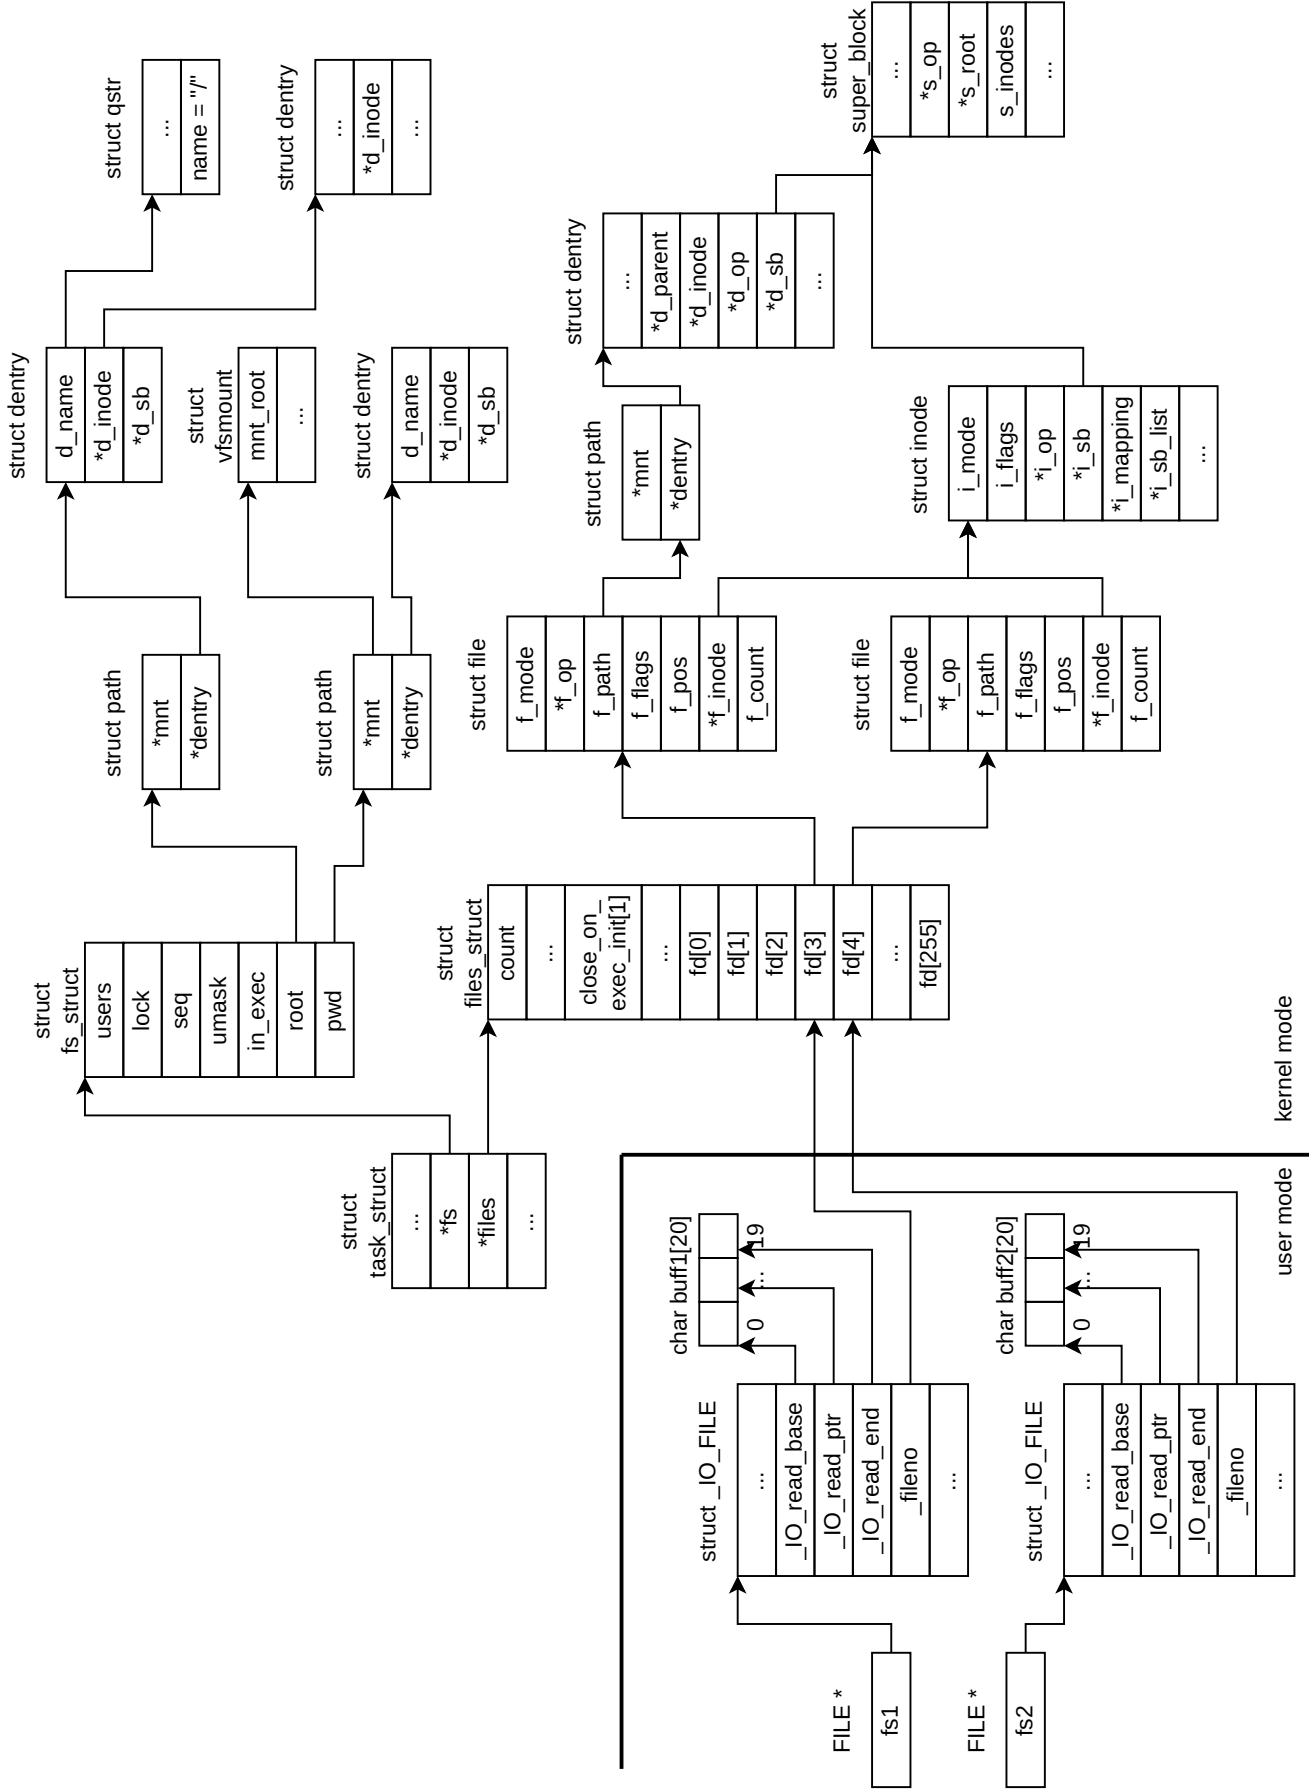 struct
task_struct
...
*fs
*files
...
struct
fs_struct
users
lock
seq
umask
in_exec
root
pwd
struct path
*mnt
*dentry
struct path
*mnt
*dentry
struct dentry
d_name
*d_inode
*d_sb
struct
vfsmount
mnt_root
...
struct dentry
d_name
*d_inode
*d_sb
struct qstr
...
name = "/"
struct dentry
...
*d_inode
...
struct
files_struct
count
...
close_on_
exec_init[1]
...
fd[0]
fd[1]
fd[2]
fd[3]
fd[4]
...
fd[255]
struct file
f_mode
*f_op
f_path
f_flags
f_pos
*f_inode
f_count
struct file
f_mode
*f_op
f_path
f_flags
f_pos
*f_inode
f_count
struct path
*mnt
*dentry
struct dentry
...
*d_parent
*d_inode
*d_op
*d_sb
...
struct inode
i_mode
i_flags
*i_op
*i_sb
*i_mapping
*i_sb_list
...
struct
super_block
...
*s_op
*s_root
s_inodes
...
FILE *
fs1
FILE *
fs2
struct _IO_FILE
...
_IO_read_base
_IO_read_ptr
_IO_read_end
_fileno
...
char buff1[20]
0 ... 19
struct _IO_FILE
...
_IO_read_base
_IO_read_ptr
_IO_read_end
_fileno
...
char buff2[20]
0 ... 19
user mode
kernel mode